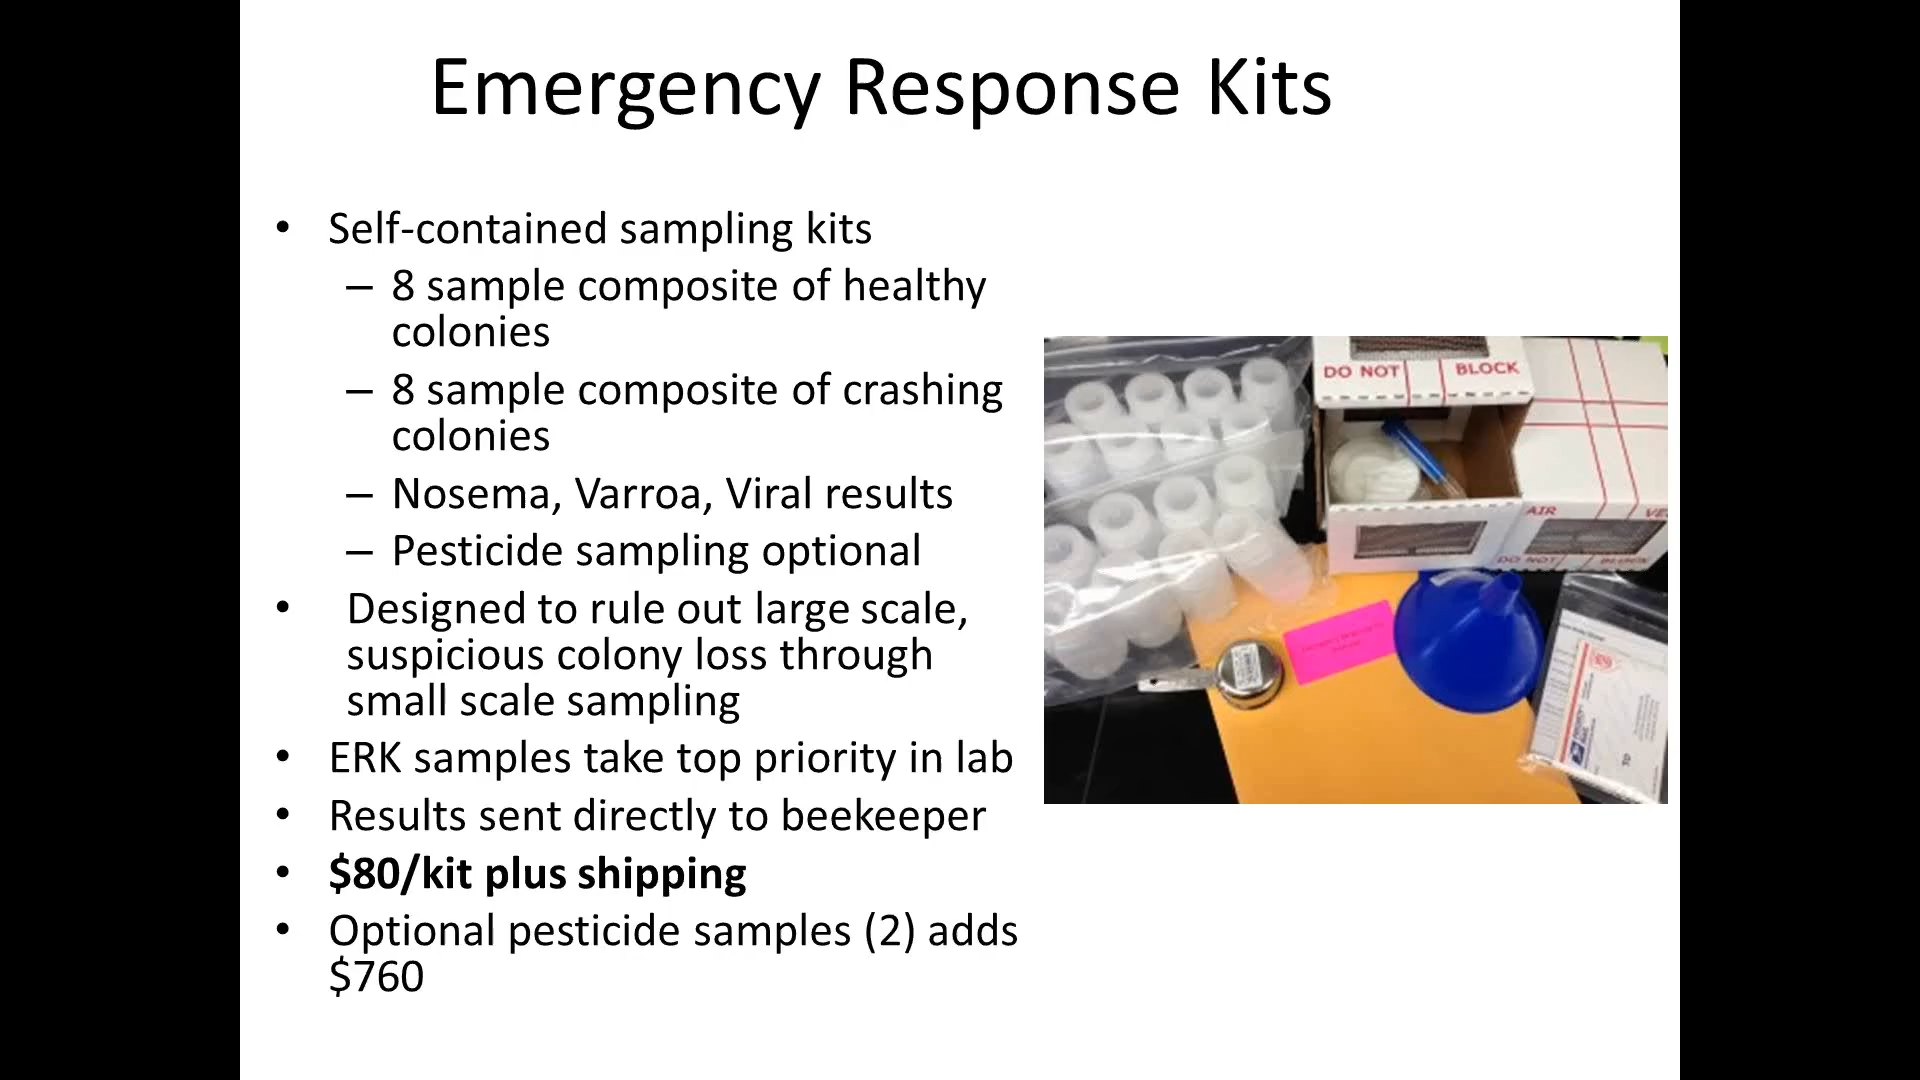 Emergency Response Kits
• Self-contained sampling kits
– 8 sample composite of healthy
colonies
– 8 sample composite of crashing
colonies
– Nosema, Varroa, Viral results
– Pesticide sampling optional
• Designed to rule out large scale,
suspicious colony loss through
small scale sampling
• ERK samples take top priority in lab
• Results sent directly to beekeeper
• $80/kit plus shipping
• Optional pesticide samples (2) adds
$760
DO NOT BLOCK
AIR VE
DO NOT BLOCK
TO